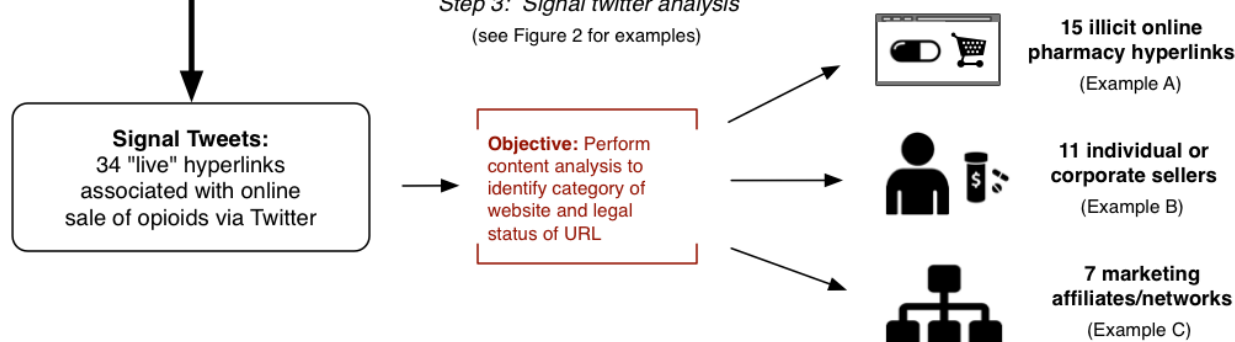 Step 3: Signal twitter analysis
(see Figure 2 for examples)
Signal Tweets:
34 "live" hyperlinks
associated with online
sale of opioids via Twitter
Objective: Perform
content analysis to
identify category of
website and legal
status of URL
15 illicit online
pharmacy hyperlinks
(Example A)
$
11 individual or
corporate sellers
(Example B)
7 marketing
affiliates/networks
(Example C)